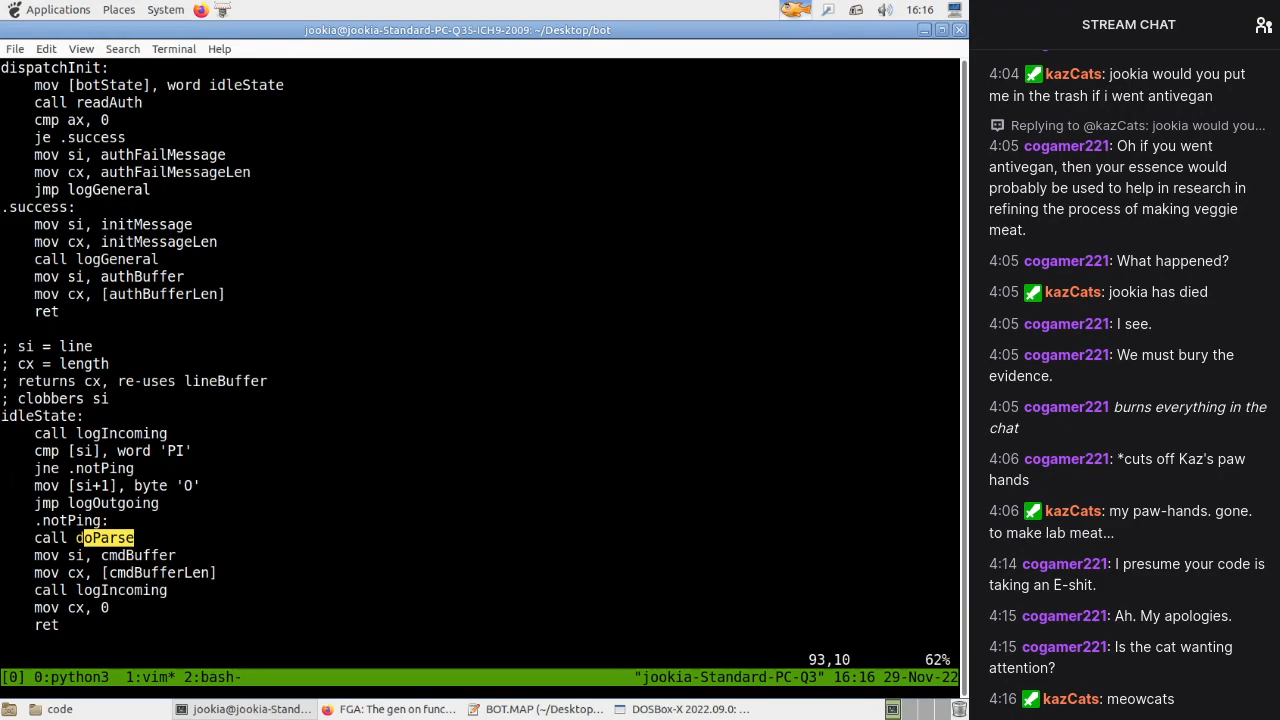 Applications Places System 16:16
jookia@jookia-Standard-PC-Q35-ICH9-2009: ~/Desktop/bot
File Edit View Search Terminal Help
dispatchInit:
    mov [botState], word idleState
    call readAuth
    cmp ax, 0
    je .success
    mov si, authFailMessage
    mov cx, authFailMessageLen
    jmp logGeneral
.success:
    mov si, initMessage
    mov cx, initMessageLen
    call logGeneral
    mov si, authBuffer
    mov cx, [authBufferLen]
    ret
; si = line
; cx = length
; returns cx, re-uses lineBuffer
; clobbers si
idleState:
    call logIncoming
    cmp [si], word 'PI'
    jne .notPing
    mov [si+1], byte 'O'
    jmp logOutgoing
    .notPing:
    call doParse
    mov si, cmdBuffer
    mov cx, [cmdBufferLen]
    call logIncoming
    mov cx, 0
    ret
93,10 62%
[0] 0:python3 1:vim* 2:bash- "jookia-Standard-PC-Q3" 16:16 29-Nov-22
code jookia@jookia-Stand... FGA: The gen on func... BOT.MAP (~/Desktop... DOSBox-X 2022.09.0: ...
STREAM CHAT
4:04 kazCats: jookia would you put
me in the trash if i went antivegan
Replying to @kazCats: jookia would you...
4:05 cogamer221: Oh if you went
antivegan, then your essence would
probably be used to help in research in
refining the process of making veggie
meat.
4:05 cogamer221: What happened?
4:05 kazCats: jookia has died
4:05 cogamer221: I see.
4:05 cogamer221: We must bury the
evidence.
4:05 cogamer221 burns everything in the
chat
4:06 cogamer221: *cuts off Kaz's paw
hands
4:06 kazCats: my paw-hands. gone.
to make lab meat...
4:14 cogamer221: I presume your code is
taking an E-shit.
4:15 cogamer221: Ah. My apologies.
4:15 cogamer221: Is the cat wanting
attention?
4:16 kazCats: meowcats